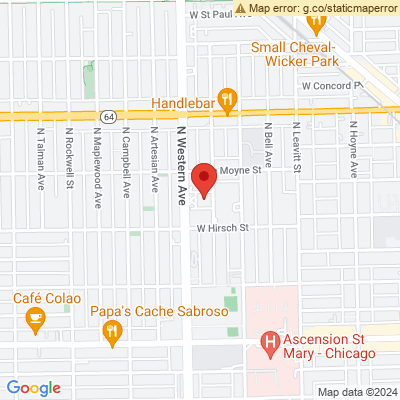 Map error: g.co/staticmaperror
W St Paul Ave
Small Cheval-
Wicker Park
W Concord Pl
Handlebar
64
N Talman Ave
N Rockwell St
N Maplewood Ave
N Campbell Ave
N Artesian Ave
N Western Ave
N Bell Ave
N Leavitt St
N Hoyne Ave
Moyne St
W Hirsch St
Café Colao
Papa's Cache Sabroso
Ascension St
Mary - Chicago
H
Google
Map data ©2024